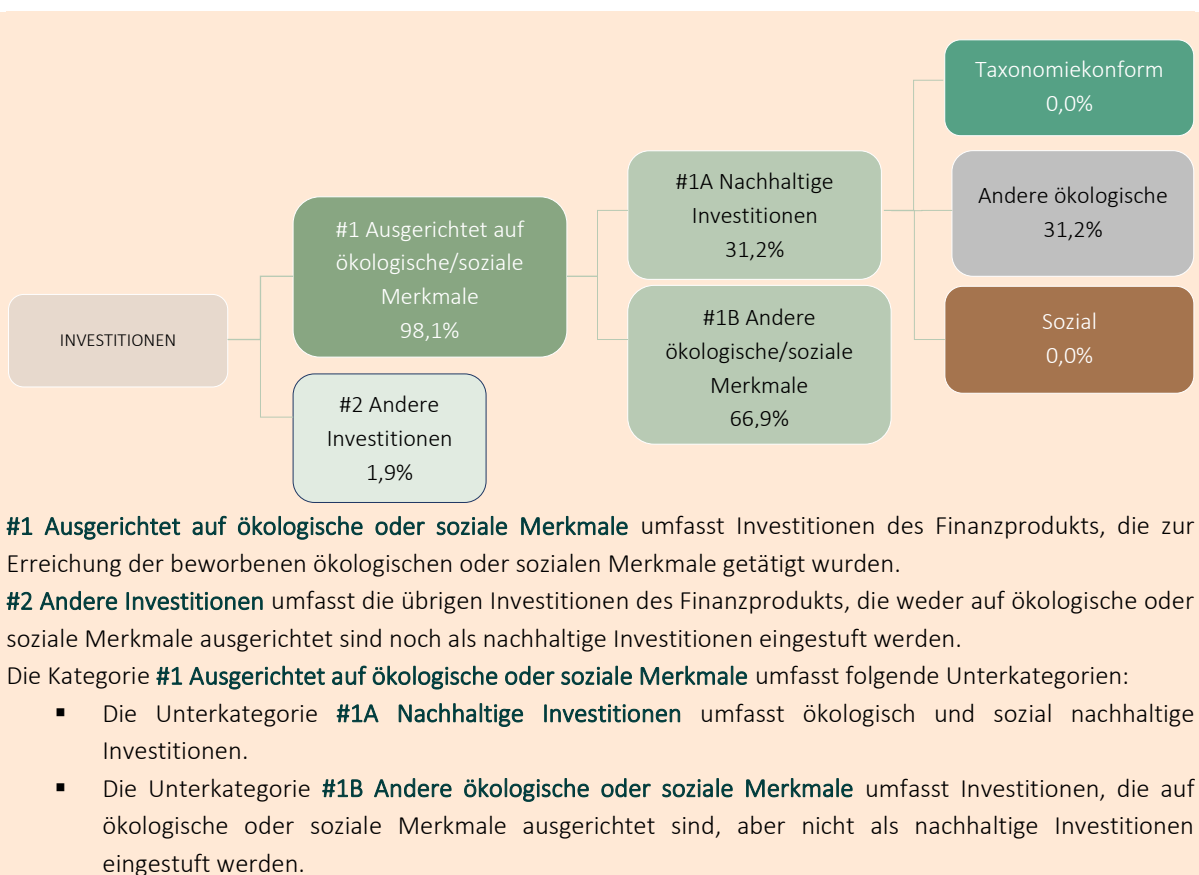 INVESTITIONEN
#1 Ausgerichtet auf
ökologische/soziale
Merkmale
98,1%
#2 Andere
Investitionen
1,9%
#1A Nachhaltige
Investitionen
31,2%
#1B Andere
ökologische/soziale
Merkmale
66,9%
Taxonomiekonform
0,0%
Andere ökologische
31,2%
Sozial
0,0%
#1 Ausgerichtet auf ökologische oder soziale Merkmale umfasst Investitionen des Finanzprodukts, die zur
Erreichung der beworbenen ökologischen oder sozialen Merkmale getätigt wurden.
#2 Andere Investitionen umfasst die übrigen Investitionen des Finanzprodukts, die weder auf ökologische oder
soziale Merkmale ausgerichtet sind noch als nachhaltige Investitionen eingestuft werden.
Die Kategorie #1 Ausgerichtet auf ökologische oder soziale Merkmale umfasst folgende Unterkategorien:
▪ Die Unterkategorie #1A Nachhaltige Investitionen umfasst ökologisch und sozial nachhaltige
Investitionen.
▪ Die Unterkategorie #1B Andere ökologische oder soziale Merkmale umfasst Investitionen, die auf
ökologische oder soziale Merkmale ausgerichtet sind, aber nicht als nachhaltige Investitionen
eingestuft werden.